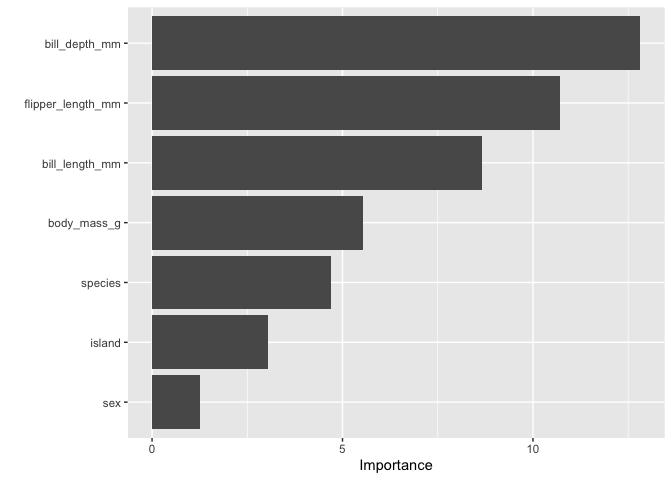 bill_depth_mm
flipper_length_mm
bill_length_mm
body_mass_g
species
island
sex
0 5 10
Importance